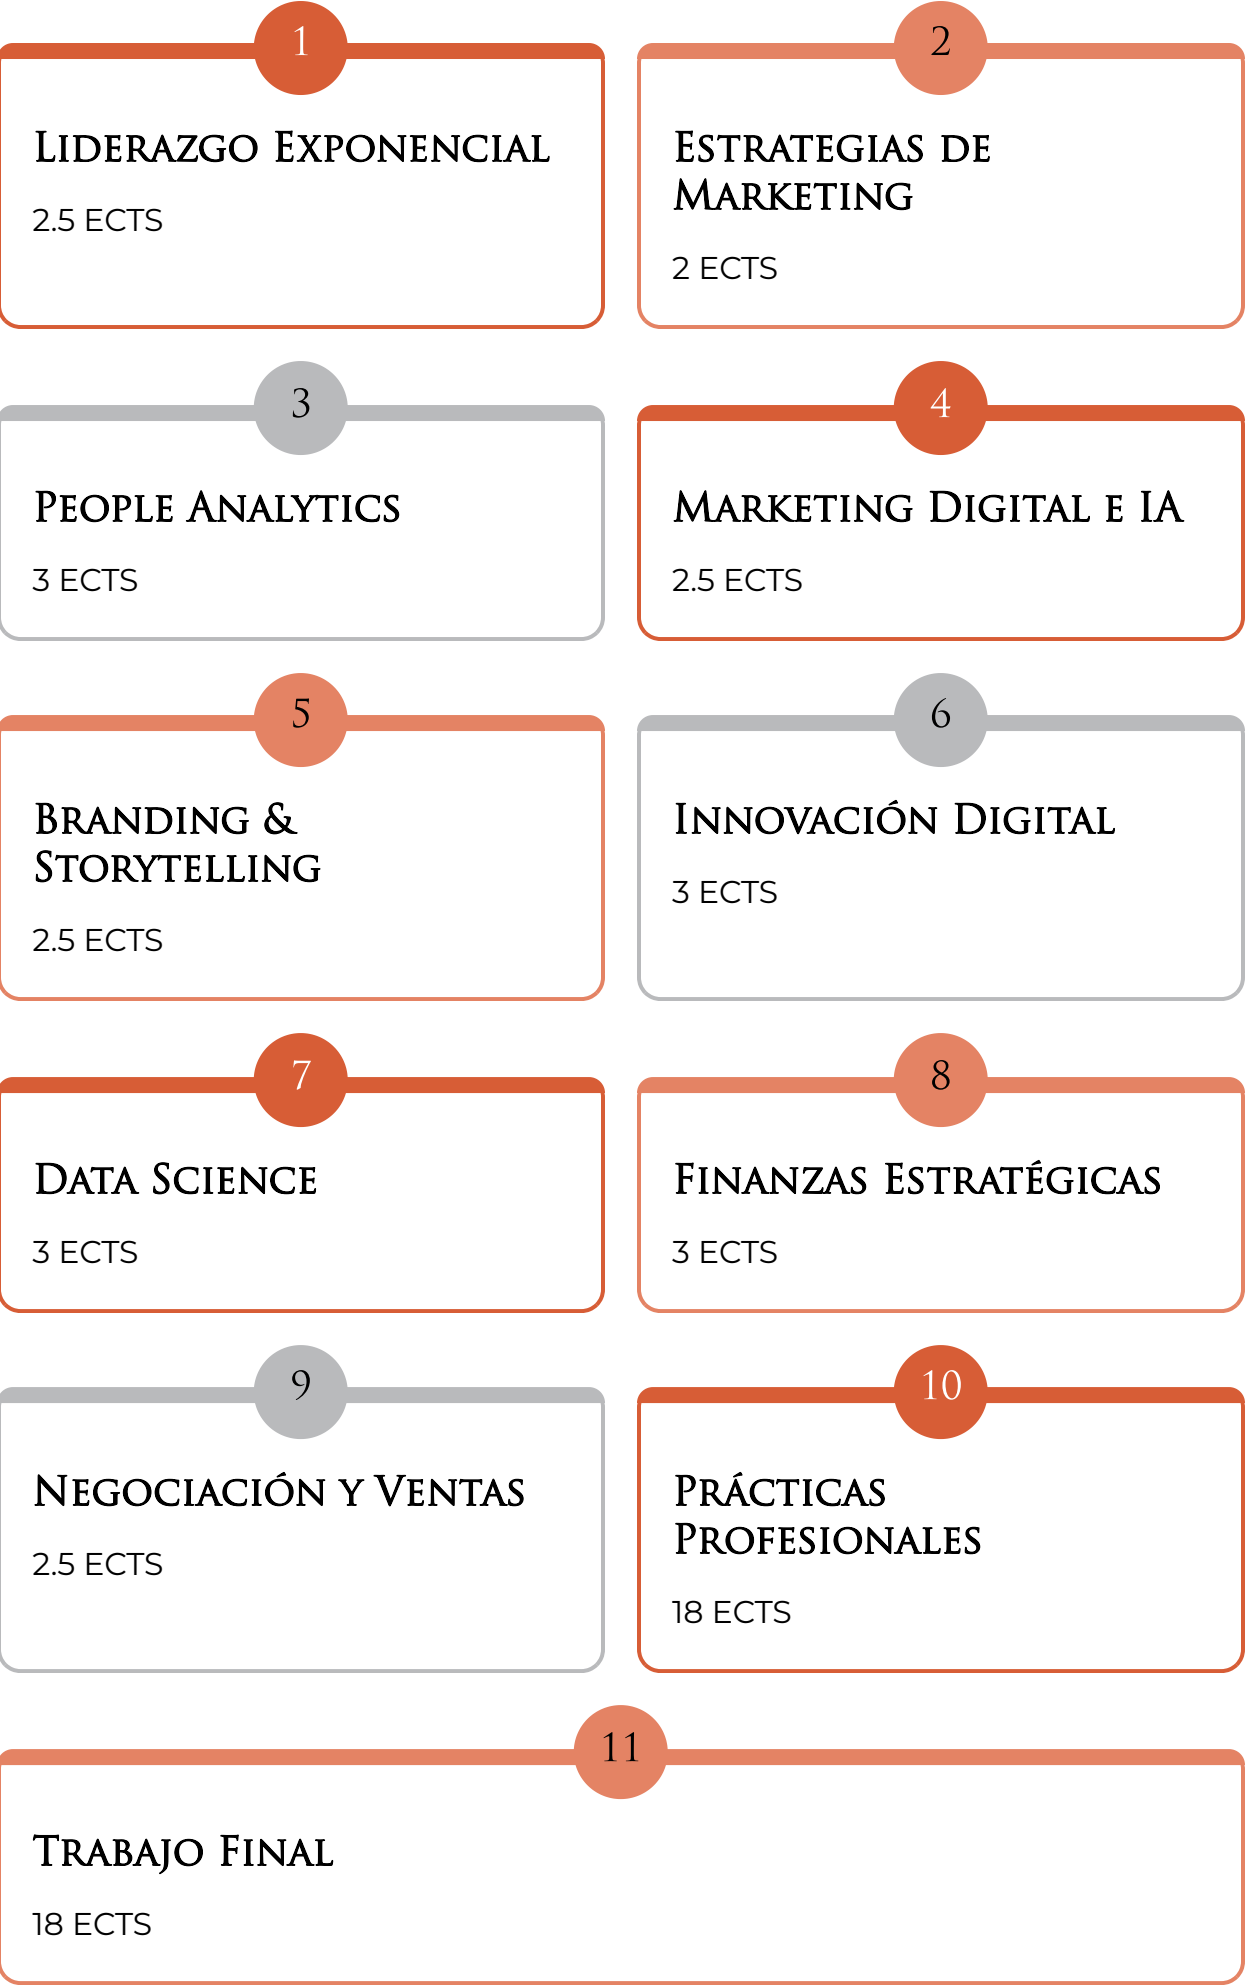 1
Liderazgo Exponencial
2.5 ECTS
2
Estrategias de
Marketing
2 ECTS
3
People Analytics
3 ECTS
4
Marketing Digital e IA
2.5 ECTS
5
Branding &
Storytelling
2.5 ECTS
6
Innovación Digital
3 ECTS
7
Data Science
3 ECTS
8
Finanzas Estratégicas
3 ECTS
9
Negociación y Ventas
2.5 ECTS
10
Prácticas
Profesionales
18 ECTS
11
Trabajo Final
18 ECTS